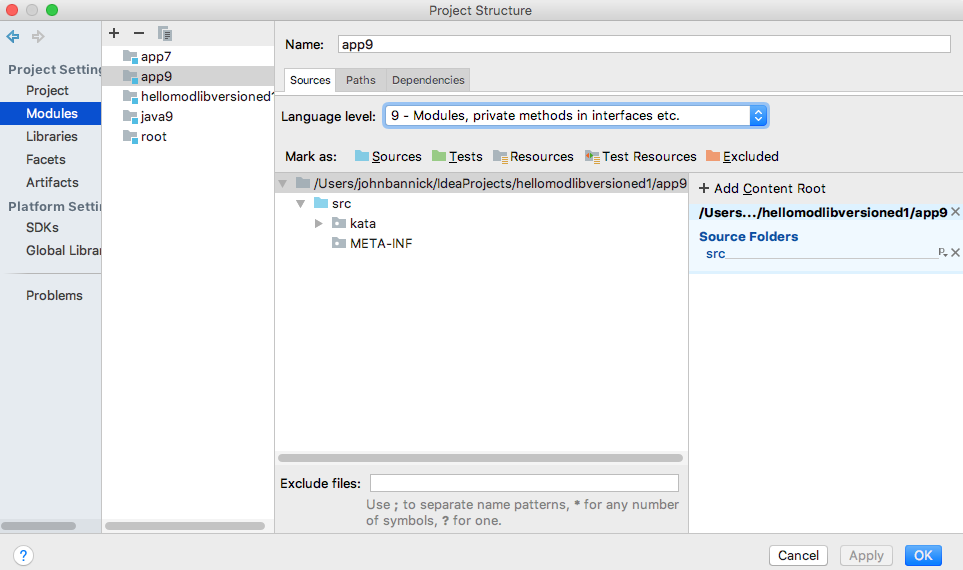 Project Structure
Project Setting
Project
Modules
Libraries
Facets
Artifacts
Platform Setti
SDKs
Global Librar
Problems
app7
app9
hellomodlibversioned1
java9
root
Name: app9
Sources Paths Dependencies
Language level: 9 - Modules, private methods in interfaces etc.
Mark as: Sources Tests Resources Test Resources Excluded
/Users/johnbannick/IdeaProjects/hellomodlibversioned1/app9
src
kata
META-INF
+ Add Content Root
/Users.../hellomodlibversioned1/app9
Source Folders
src
Exclude files:
Use ; to separate name patterns, * for any number
of symbols, ? for one.
? Cancel Apply OK